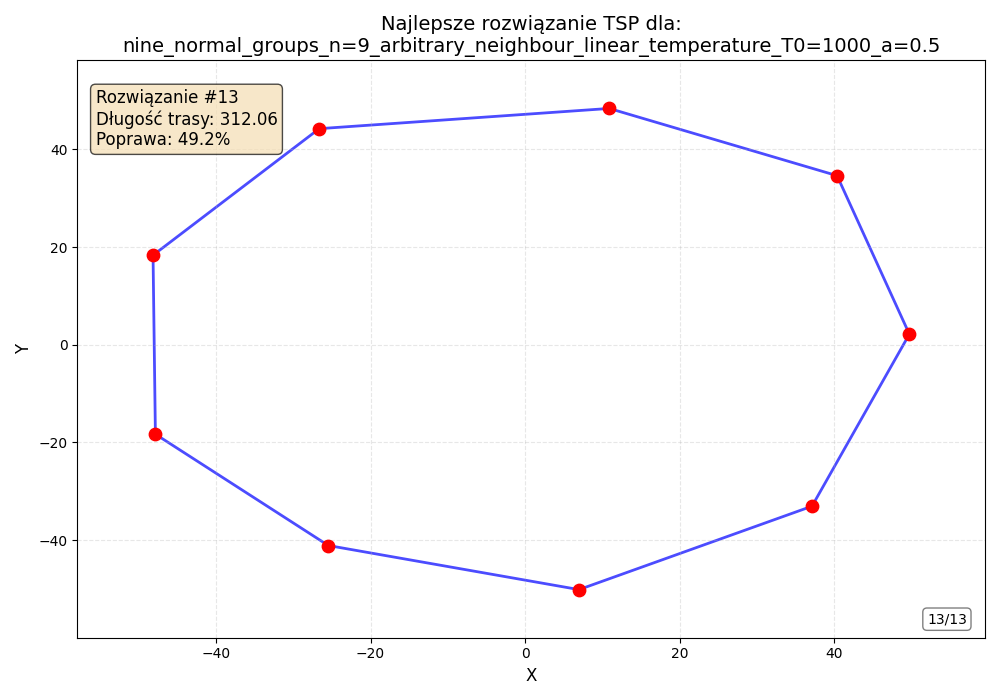 Najlepsze rozwiązanie TSP dla:
nine_normal_groups_n=9_arbitrary_neighbour_linear_temperature_T0=1000_a=0.5
Rozwiązanie #13
Długość trasy: 312.06
Poprawa: 49.2%
40
20
0
−20
−40
Y
13/13
−40
−20
0
20
40
X